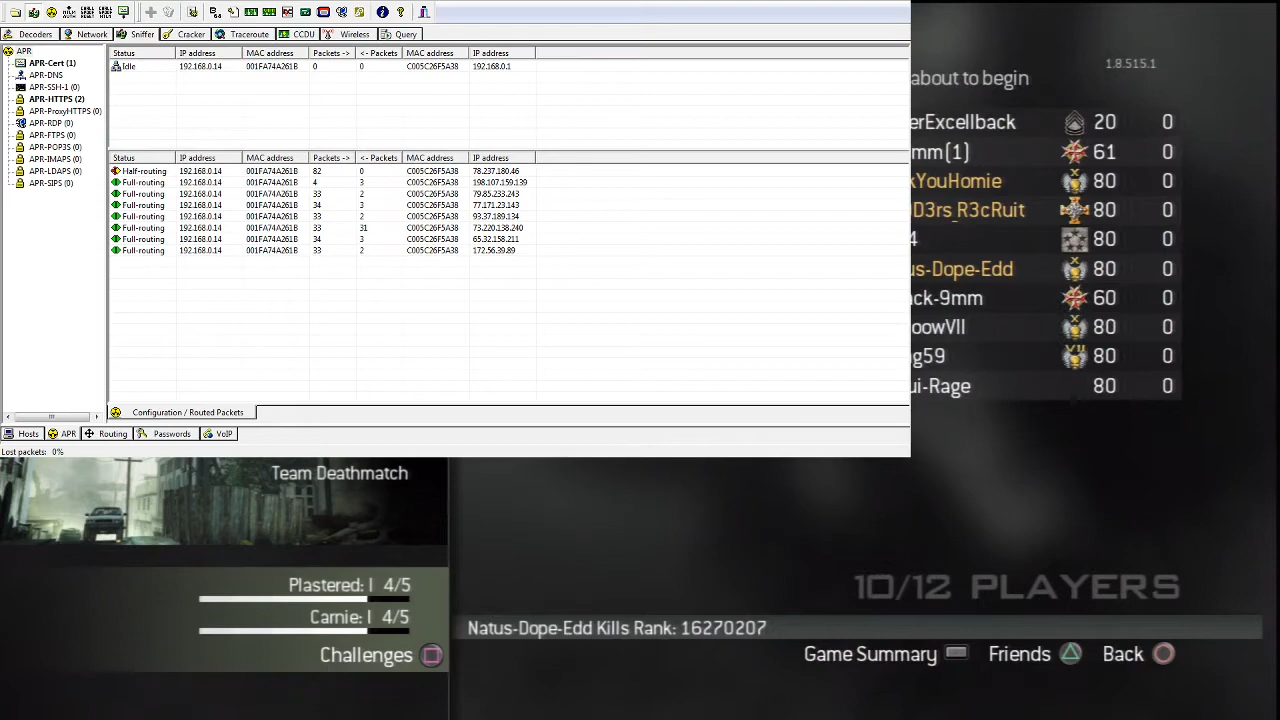 Decoders Network Sniffer Cracker Traceroute CCDU Wireless Query
APR
APR-Cert (1)
APR-DNS
APR-SSH-1 (0)
APR-HTTPS (2)
APR-ProxyHTTPS (0)
APR-RDP (0)
APR-FTPS (0)
APR-POP3S (0)
APR-IMAPS (0)
APR-LDAPS (0)
APR-SIPS (0)
Status IP address MAC address Packets -> <- Packets MAC address IP address
Idle 192.168.0.14 001FA74A261B 0 0 C005C26F5A38 192.168.0.1
Status IP address MAC address Packets -> <- Packets MAC address IP address
Half-routing 192.168.0.14 001FA74A261B 82 0 C005C26F5A38 78.237.180.46
Full-routing 192.168.0.14 001FA74A261B 4 3 C005C26F5A38 198.107.159.139
Full-routing 192.168.0.14 001FA74A261B 33 2 C005C26F5A38 79.85.233.243
Full-routing 192.168.0.14 001FA74A261B 34 3 C005C26F5A38 77.171.23.143
Full-routing 192.168.0.14 001FA74A261B 33 2 C005C26F5A38 93.37.189.134
Full-routing 192.168.0.14 001FA74A261B 33 31 C005C26F5A38 73.220.138.240
Full-routing 192.168.0.14 001FA74A261B 34 3 C005C26F5A38 65.32.158.211
Full-routing 192.168.0.14 001FA74A261B 33 2 C005C26F5A38 172.56.39.89
Configuration / Routed Packets
Hosts APR Routing Passwords VoIP
Lost packets: 0%
1.8.515.1
about to begin
erExcellback 20 0
mm(1) 61 0
kYouHomie 80 0
D3rs_R3cRuit 80 0
4 80 0
us-Dope-Edd 80 0
ack-9mm 60 0
oowVII 80 0
ng59 80 0
ui-Rage 80 0
Team Deathmatch
Plastered: I 4/5
Carnie: I 4/5
Challenges
10/12 PLAYERS
Natus-Dope-Edd Kills Rank: 16270207
Game Summary Friends Back